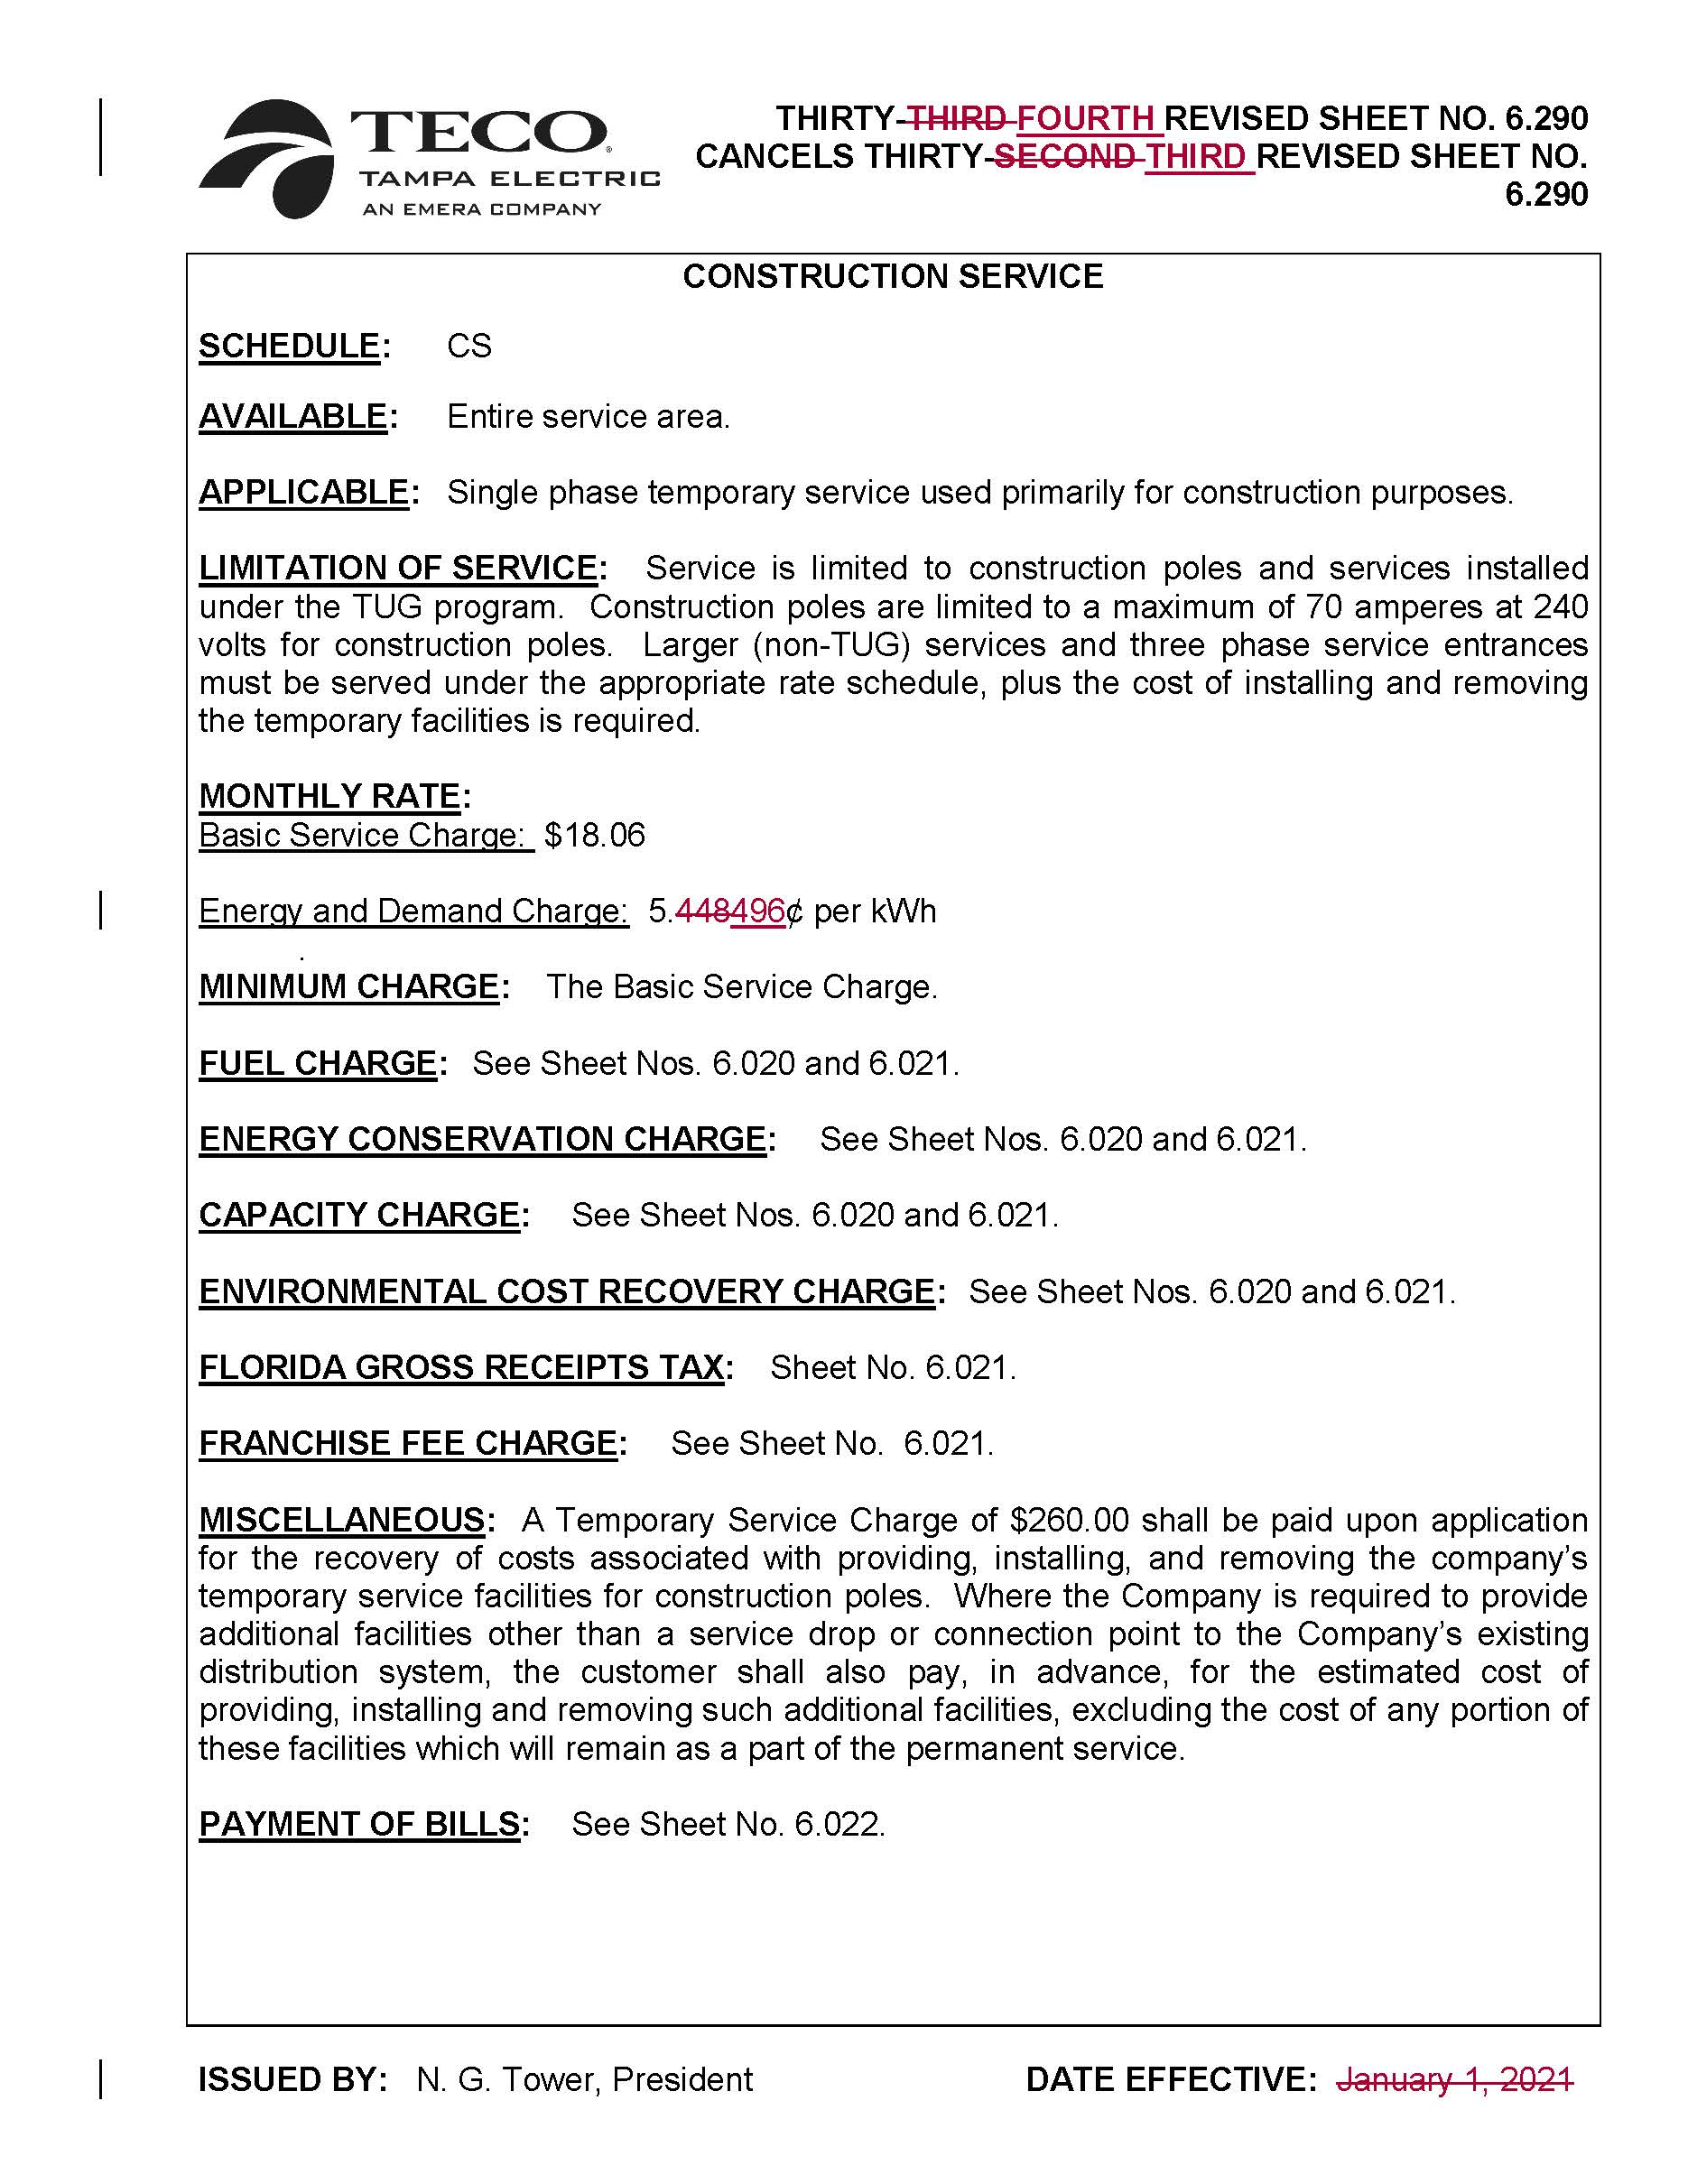 TECO®
TAMPA ELECTRIC
AN EMERA COMPANY
THIRTY-THIRD FOURTH REVISED SHEET NO. 6.290
CANCELS THIRTY-SECOND THIRD REVISED SHEET NO.
6.290
CONSTRUCTION SERVICE
SCHEDULE: CS
AVAILABLE: Entire service area.
APPLICABLE: Single phase temporary service used primarily for construction purposes.
LIMITATION OF SERVICE: Service is limited to construction poles and services installed
under the TUG program. Construction poles are limited to a maximum of 70 amperes at 240
volts for construction poles. Larger (non-TUG) services and three phase service entrances
must be served under the appropriate rate schedule, plus the cost of installing and removing
the temporary facilities is required.
MONTHLY RATE:
Basic Service Charge: $18.06
Energy and Demand Charge: 5.448496¢ per kWh
.
MINIMUM CHARGE: The Basic Service Charge.
FUEL CHARGE: See Sheet Nos. 6.020 and 6.021.
ENERGY CONSERVATION CHARGE: See Sheet Nos. 6.020 and 6.021.
CAPACITY CHARGE: See Sheet Nos. 6.020 and 6.021.
ENVIRONMENTAL COST RECOVERY CHARGE: See Sheet Nos. 6.020 and 6.021.
FLORIDA GROSS RECEIPTS TAX: Sheet No. 6.021.
FRANCHISE FEE CHARGE: See Sheet No. 6.021.
MISCELLANEOUS: A Temporary Service Charge of $260.00 shall be paid upon application
for the recovery of costs associated with providing, installing, and removing the company's
temporary service facilities for construction poles. Where the Company is required to provide
additional facilities other than a service drop or connection point to the Company's existing
distribution system, the customer shall also pay, in advance, for the estimated cost of
providing, installing and removing such additional facilities, excluding the cost of any portion of
these facilities which will remain as a part of the permanent service.
PAYMENT OF BILLS: See Sheet No. 6.022.
ISSUED BY: N. G. Tower, President DATE EFFECTIVE: January 1, 2021